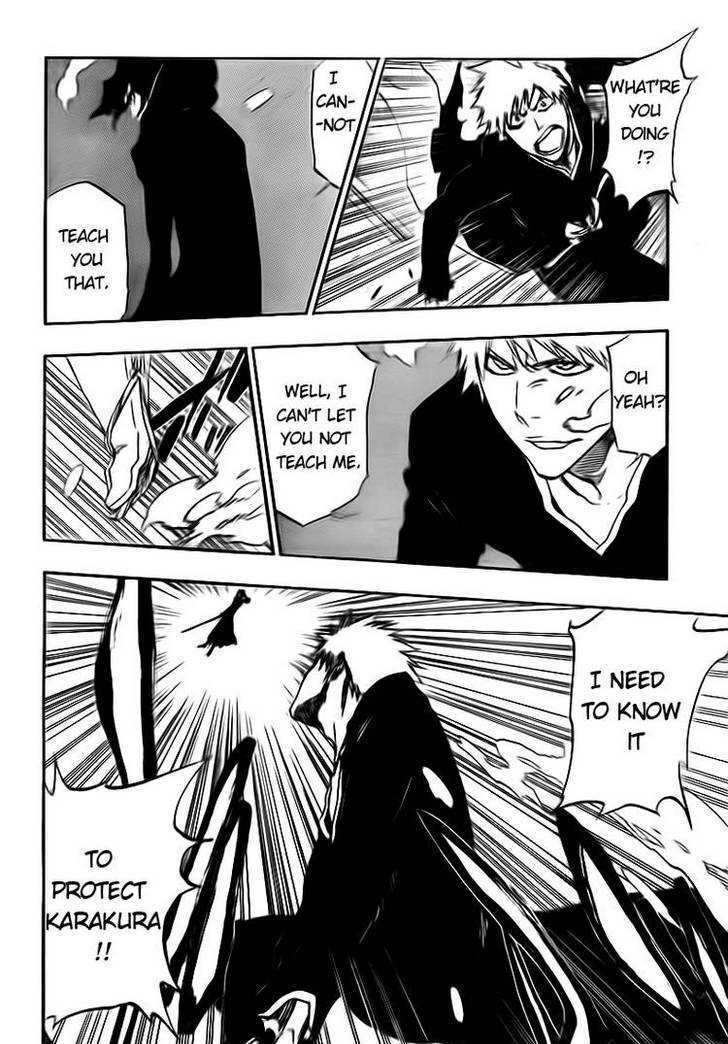 WHAT'RE
YOU
DOING
!?
I
CAN-
-NOT
TEACH
YOU
THAT.
OH
YEAH?
WELL, I
CAN'T LET
YOU NOT
TEACH ME.
I NEED
TO KNOW
IT
TO
PROTECT
KARAKURA
!!